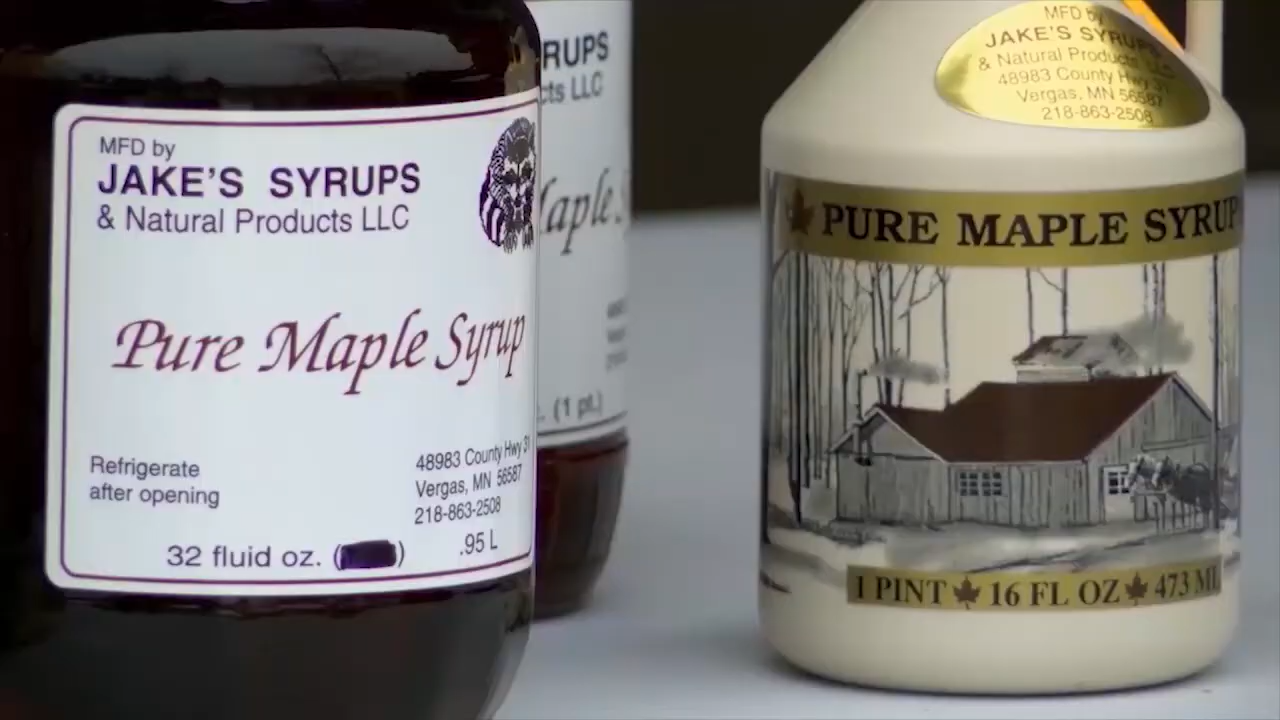 MFD by
JAKE'S SYRUPS
& Natural Products LLC
Pure Maple Syrup
Refrigerate
after opening
48983 County Hwy 31
Vergas, MN 56587
218-863-2508
32 fluid oz. ( ) .95 L
RUPS
cts LLC
Maple S
. (1 pt.)
MFD by
JAKE'S SYRUPS
& Natural Products LLC
48983 County Hwy 31
Vergas, MN 56587
218-863-2508
PURE MAPLE SYRUP
1 PINT 16 FL OZ 473 ML